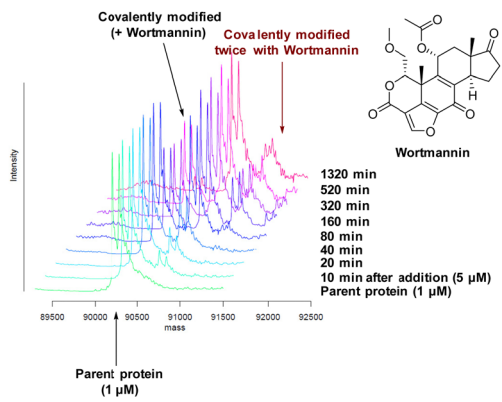 Covalently modified
(+ Wortmannin)
Covalently modified
twice with Wortmannin
O
O
O
O
H
H
O
O
O
O
Wortmannin
Intensity
1320 min
520 min
320 min
160 min
80 min
40 min
20 min
10 min after addition (5 µM)
Parent protein (1 µM)
89500 90000 90500 91000 91500 92000 92500
mass
Parent protein
(1 µM)